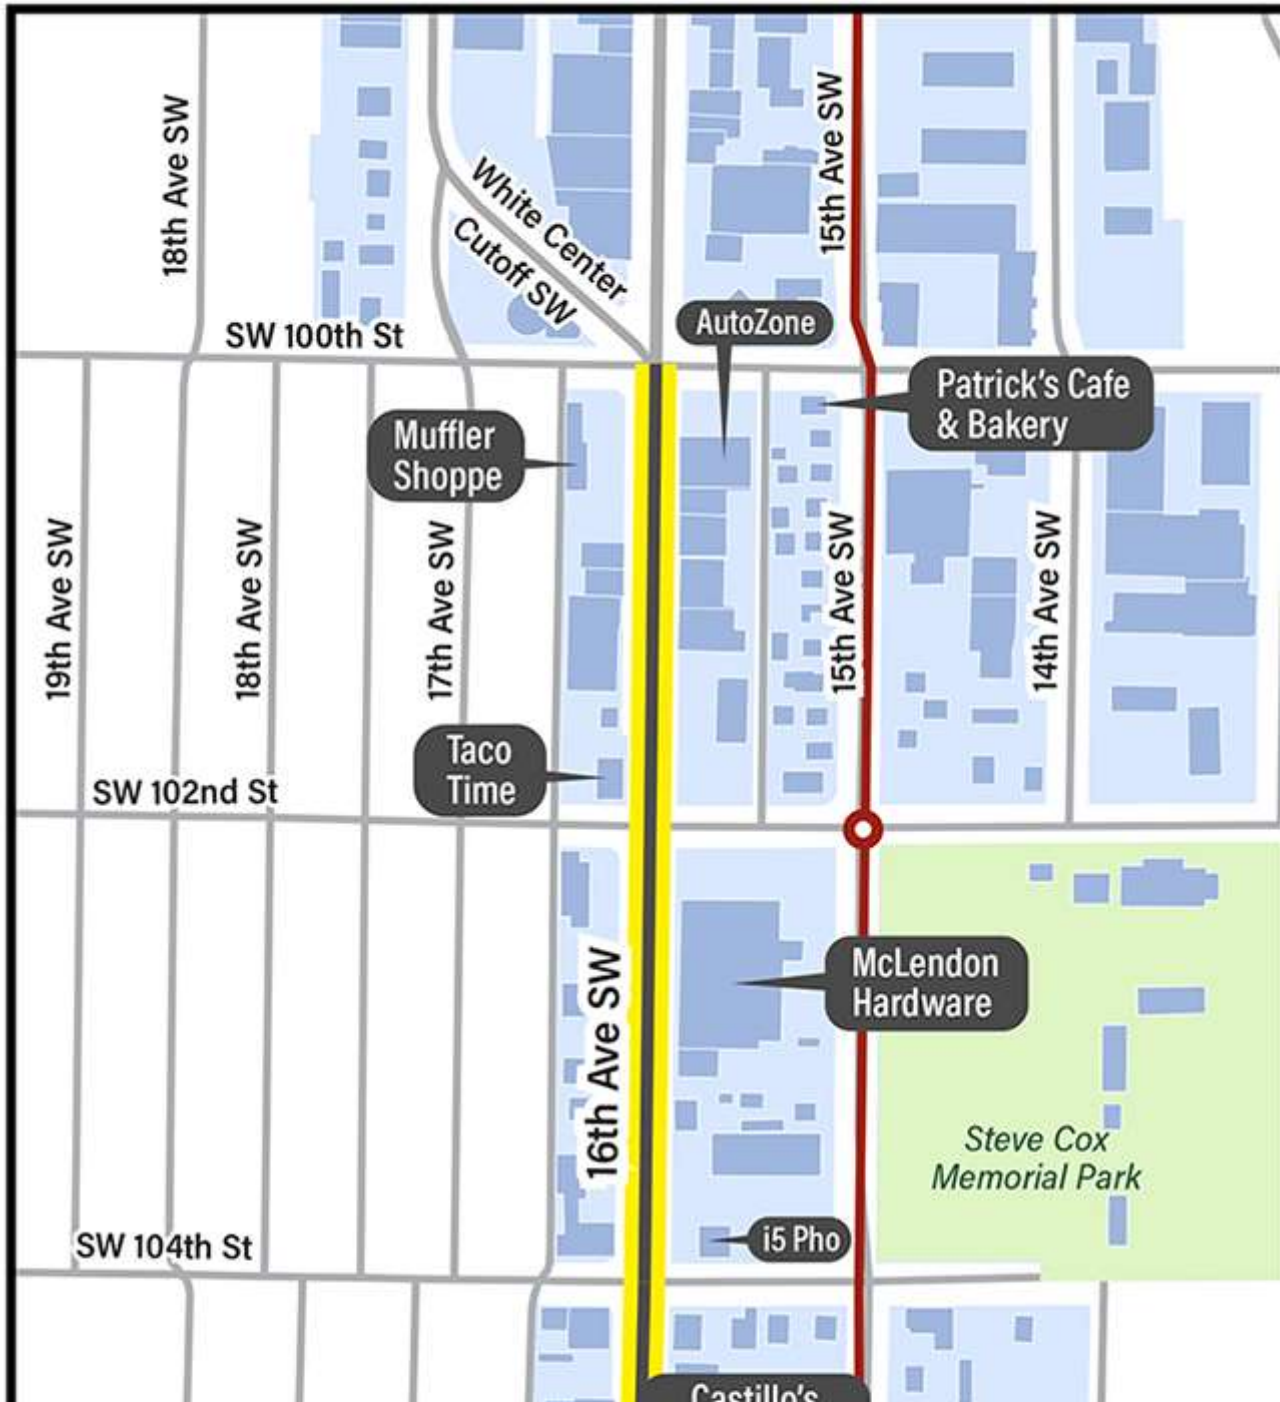 18th Ave SW
15th Ave SW
White Center
Cutoff SW
AutoZone
SW 100th St
Patrick's Cafe
& Bakery
Muffler
Shoppe
19th Ave SW
18th Ave SW
17th Ave SW
15th Ave SW
14th Ave SW
Taco
Time
SW 102nd St
McLendon
Hardware
16th Ave SW
Steve Cox
Memorial Park
SW 104th St
i5 Pho
Castillo's